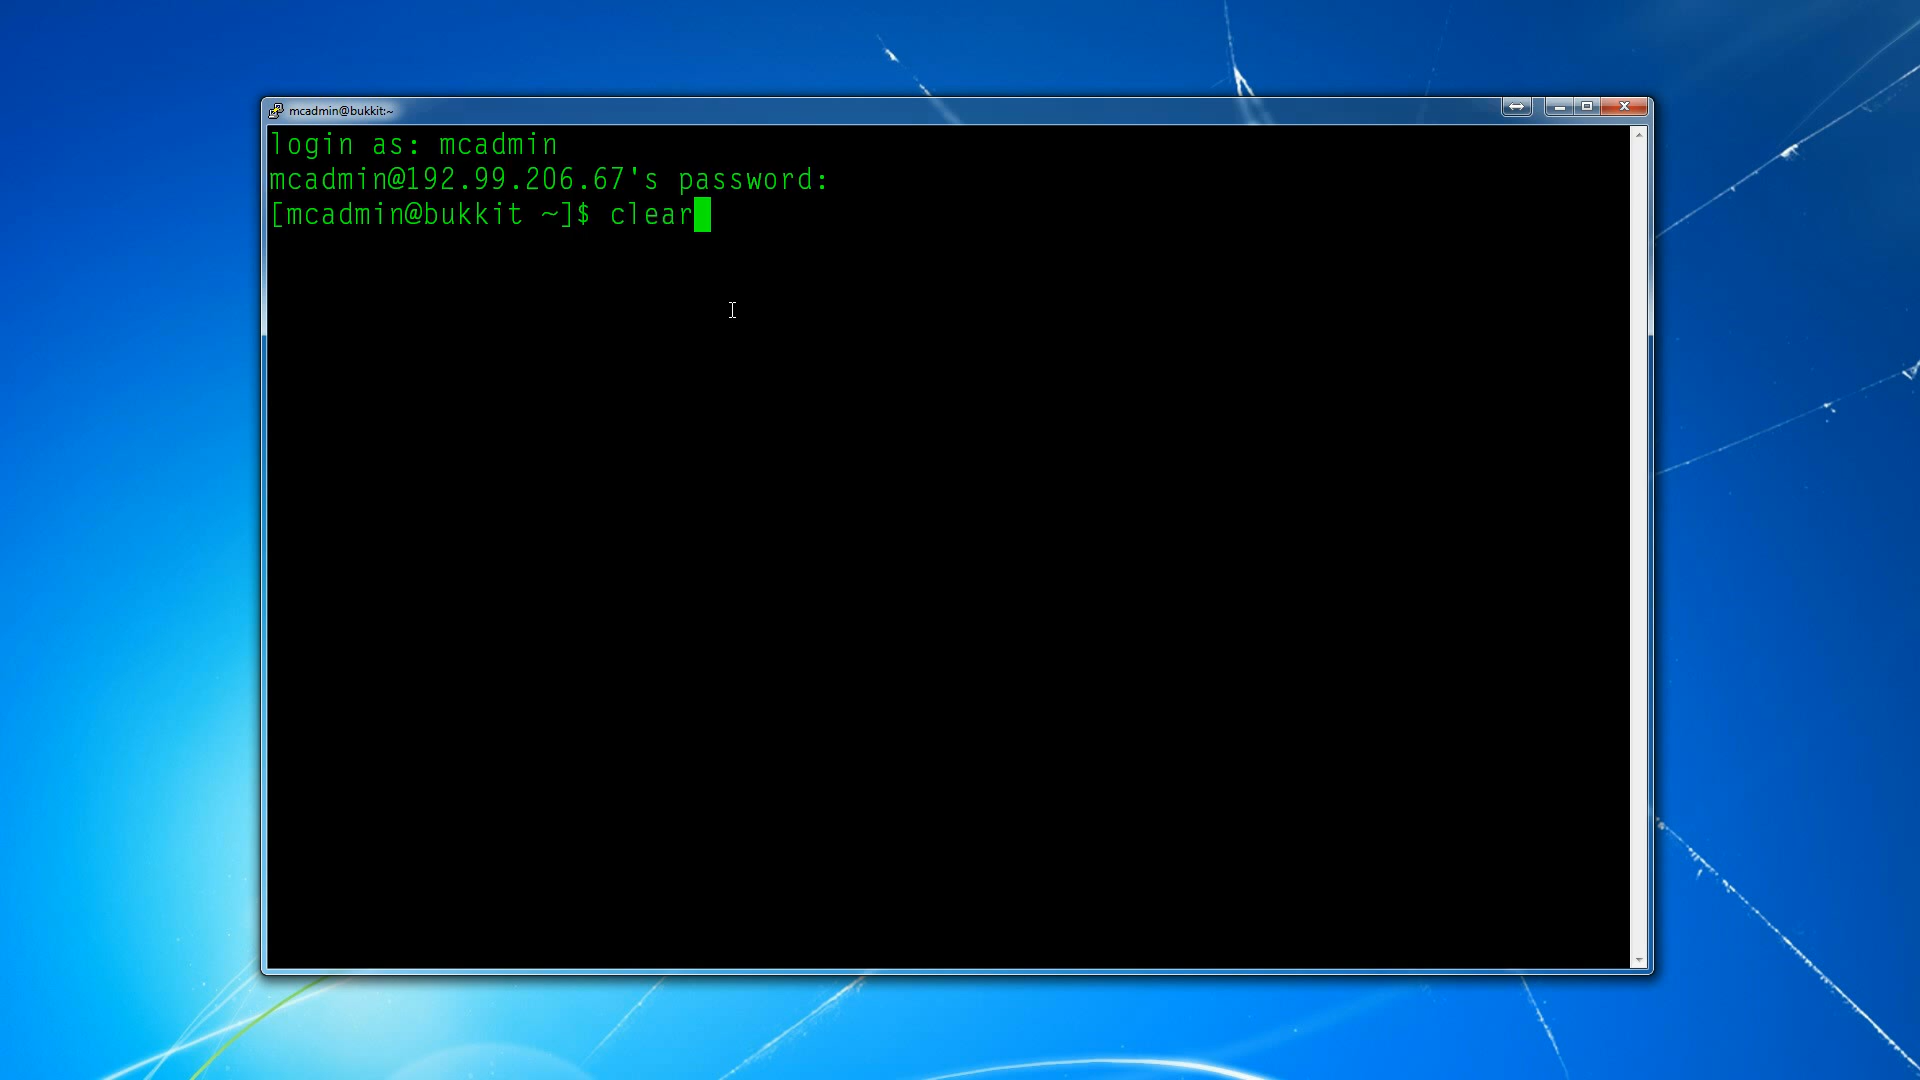 mcadmin@bukkit:~
login as: mcadmin
mcadmin@192.99.206.67's password:
[mcadmin@bukkit ~]$ clear